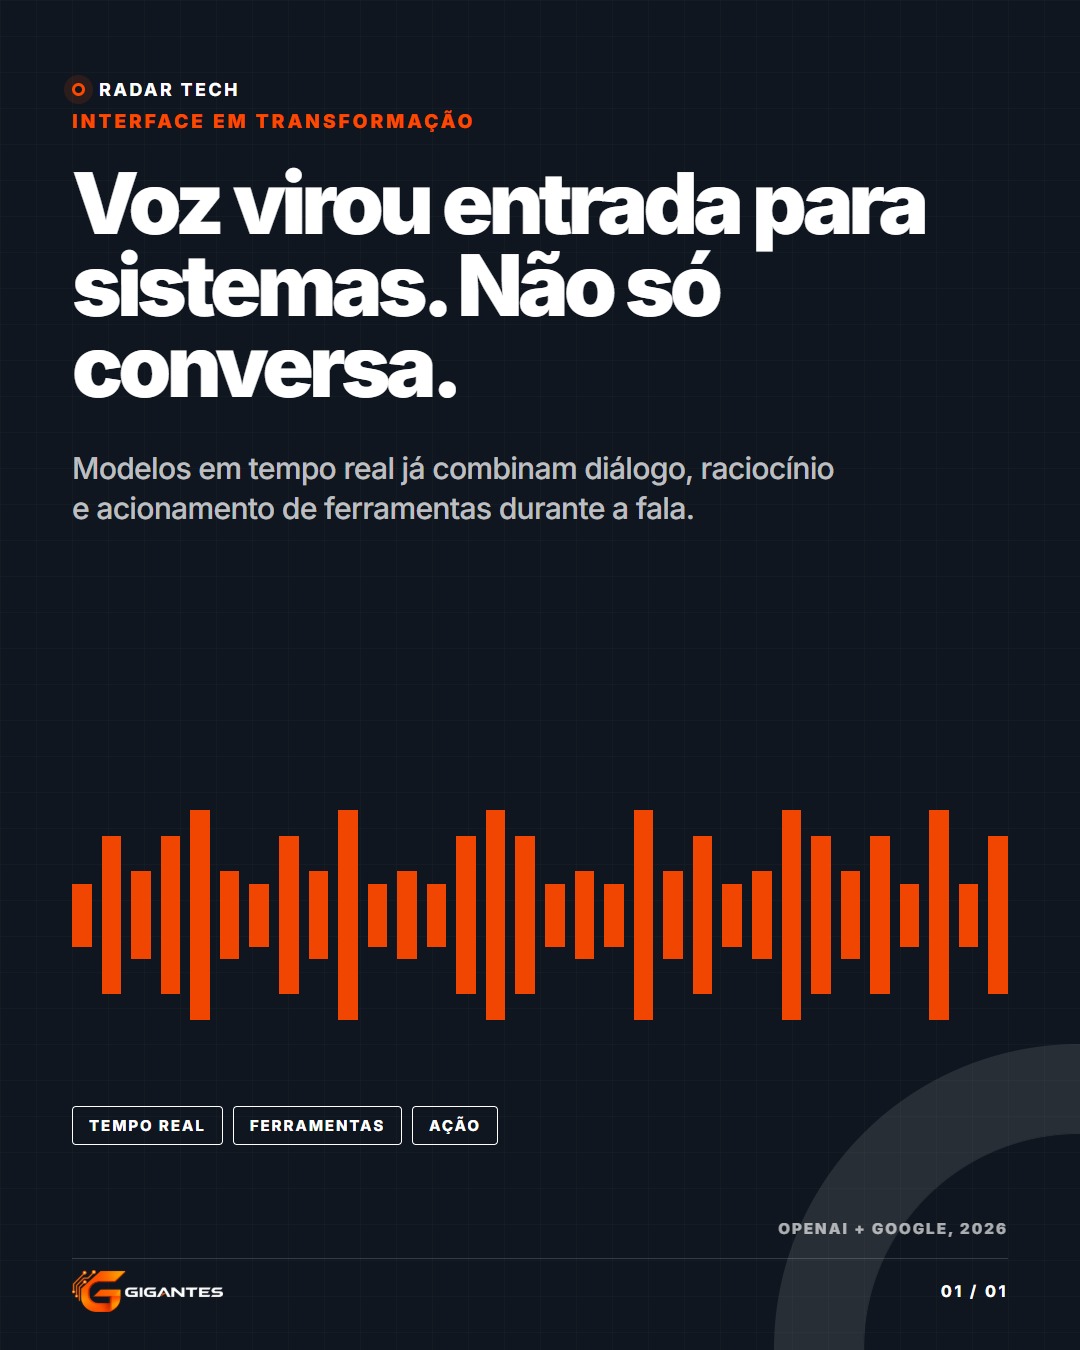 RADAR TECH
INTERFACE EM TRANSFORMAÇÃO
Voz virou entrada para
sistemas. Não só
conversa.
Modelos em tempo real já combinam diálogo, raciocínio
e acionamento de ferramentas durante a fala.
TEMPO REAL
FERRAMENTAS
AÇÃO
OPENAI + GOOGLE, 2026
GIGANTES
01 / 01